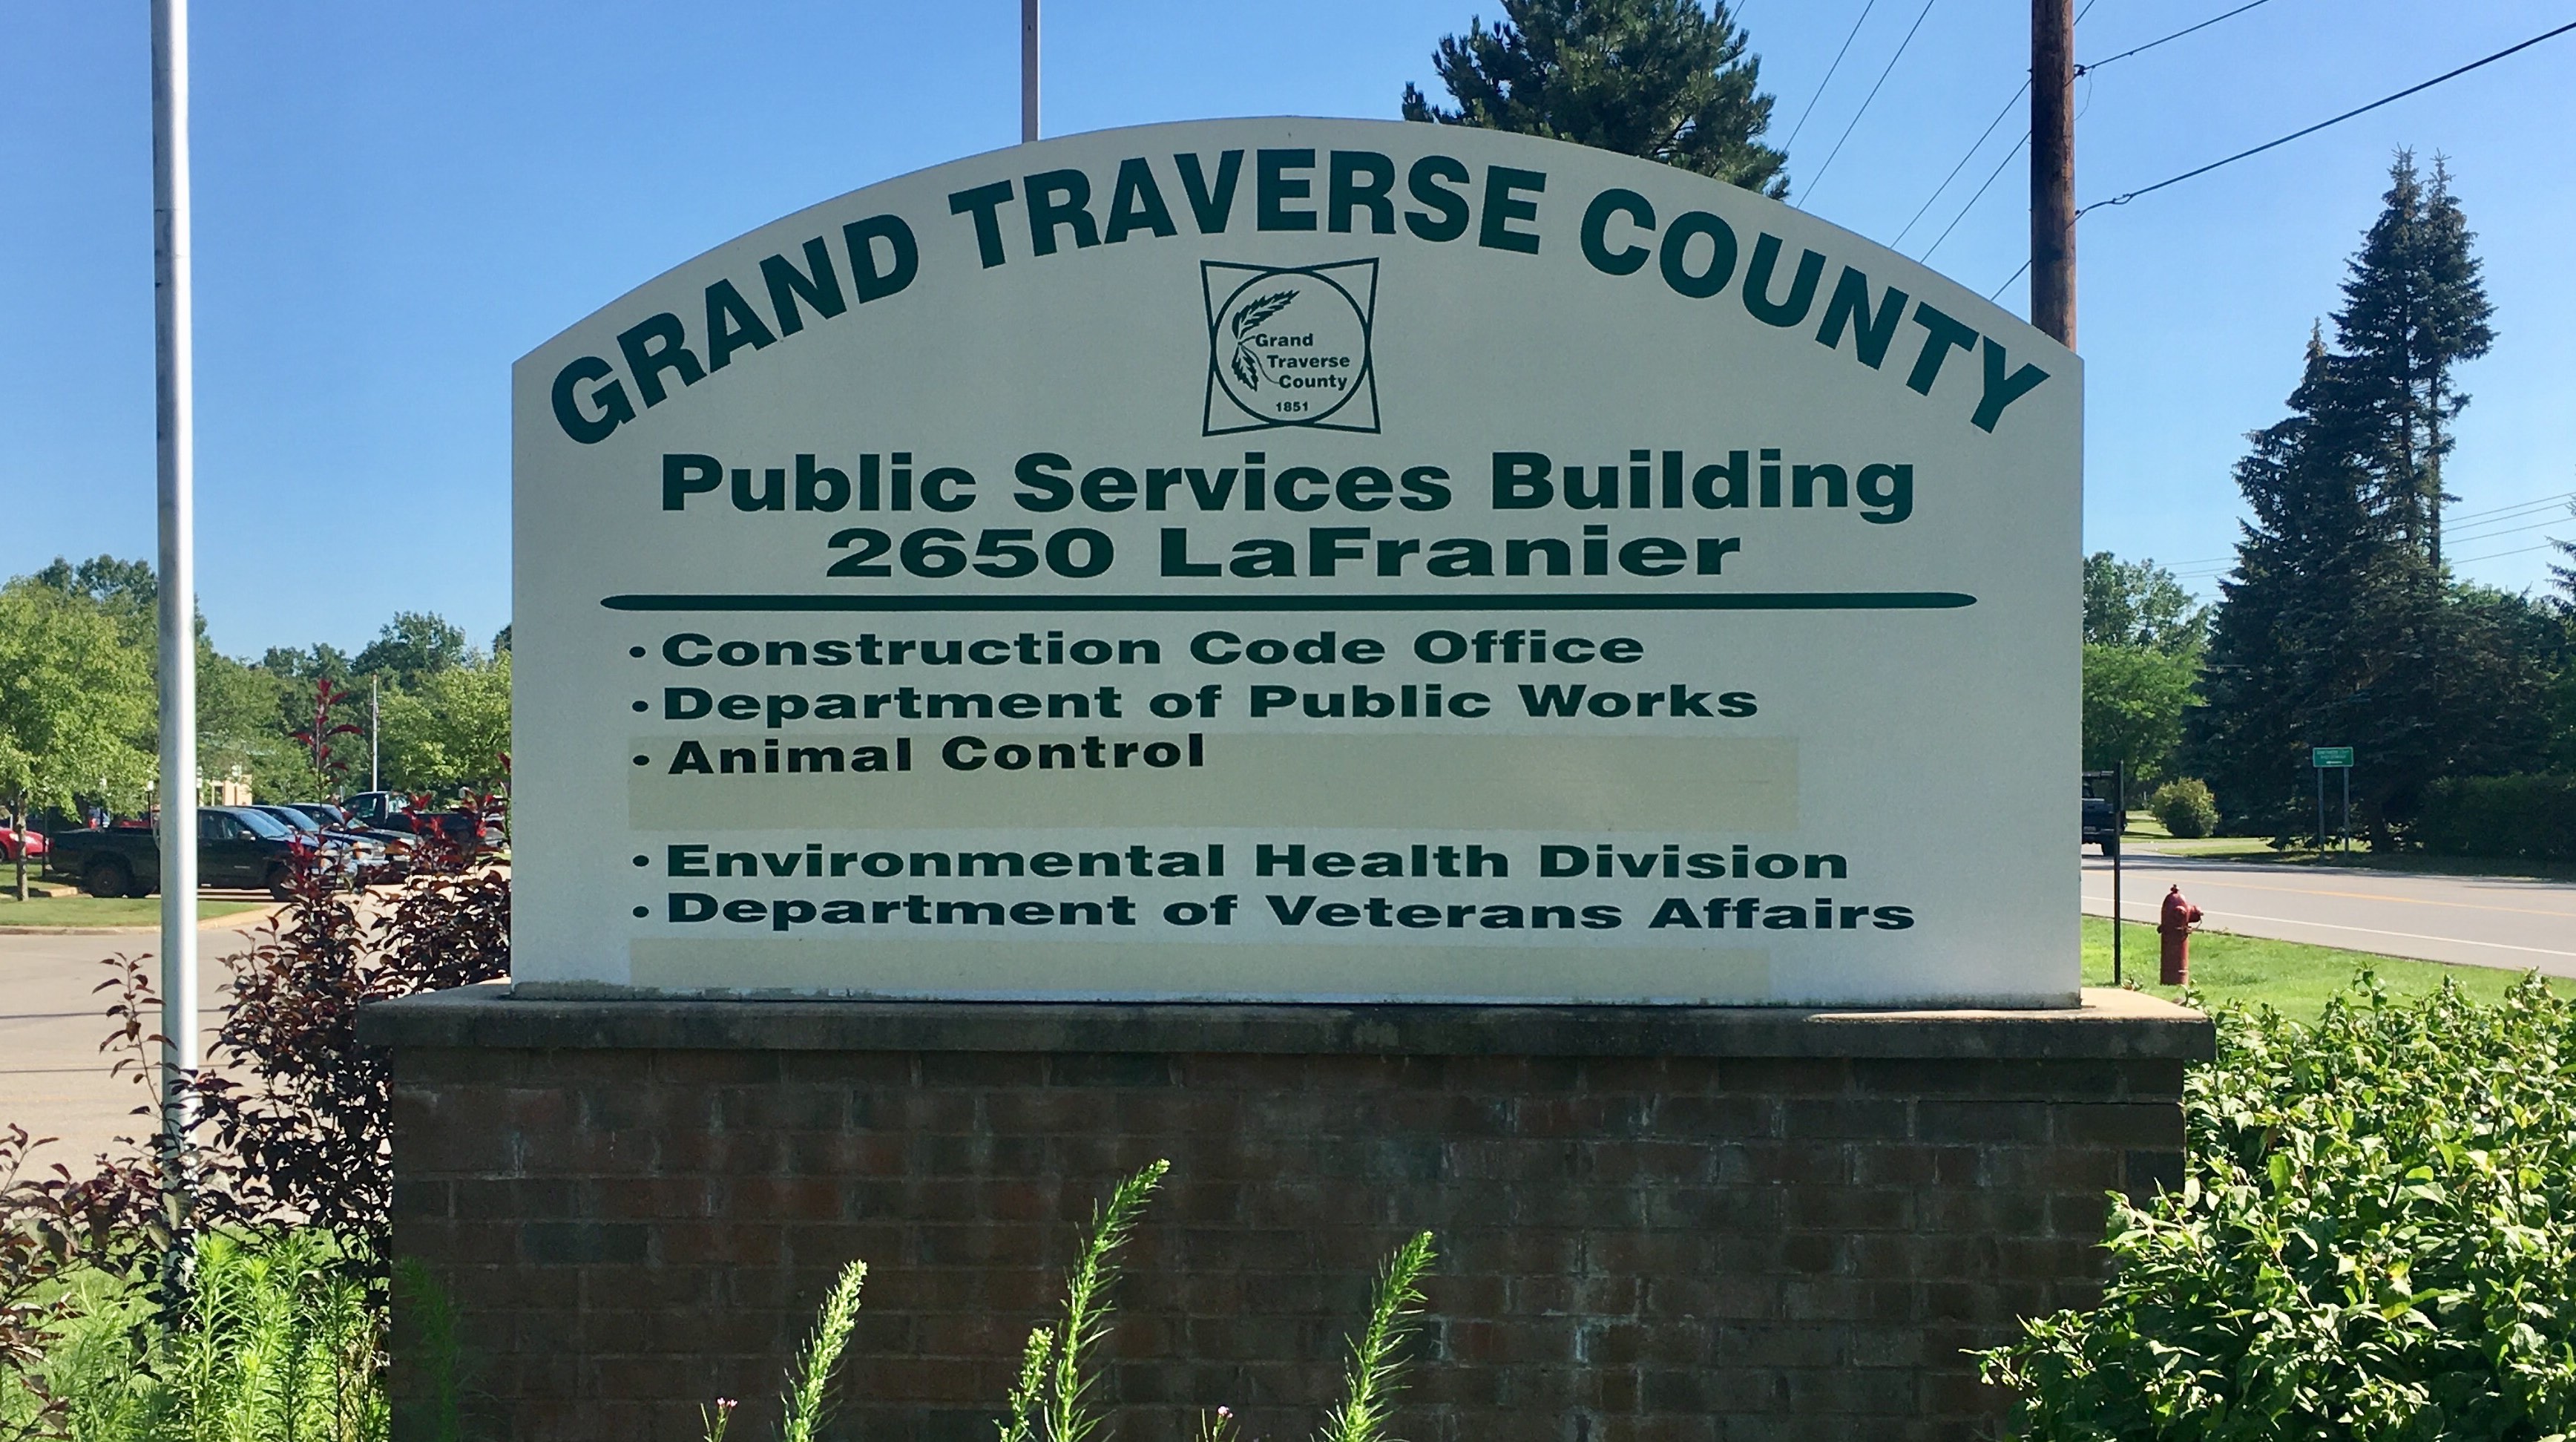 GRAND TRAVERSE COUNTY
Grand
Traverse
County
1851
Public Services Building
2650 LaFranier
• Construction Code Office
• Department of Public Works
• Animal Control
• Environmental Health Division
• Department of Veterans Affairs